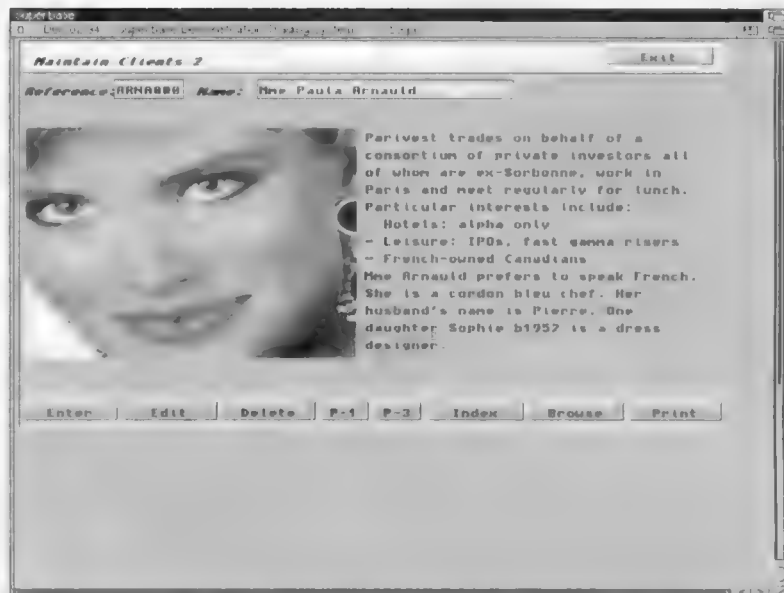 Superbase
Maintain Clients 2
Exit
Reference: ARNA000 Name: Mme Paula Arnauld
Parivest trades on behalf of a
consortium of private investors all
of whom are ex-Sorbonne, work in
Paris and meet regularly for lunch.
Particular interests include:
Hotels: alpha only
- Leisure: IPOs, fast gamma risers
- French-owned Canadians
Mme Arnauld prefers to speak French.
She is a cordon bleu chef. Her
husband's name is Pierre. One
daughter Sophie b1957 is a dress
designer.
Enter Edit Delete P-1 P-3 Index Browse Print